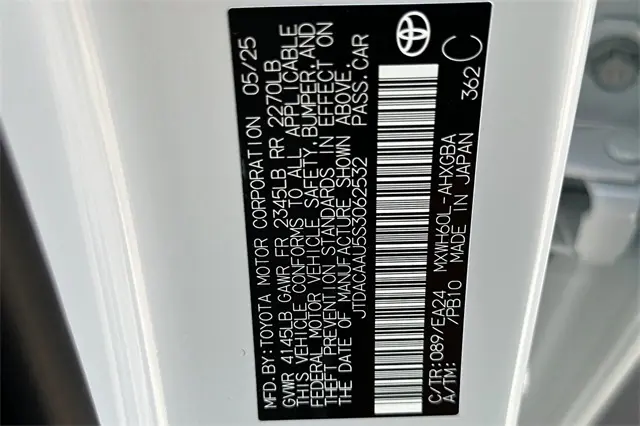 MFD. BY:TOYOTA MOTOR CORPORATION 05/25
GVWR 4145LB GAWR FR 2345LB RR 2270LB
THIS VEHICLE CONFORMS TO ALL APPLICABLE
FEDERAL MOTOR VEHICLE SAFETY,BUMPER,AND
THEFT PREVENTION STANDARDS IN EFFECT ON
THE DATE OF MANUFACTURE SHOWN ABOVE.
JTDACAAU5S3062532 PASS.CAR
C/TR:089/EA24 MXWH60L-AHXGBA 362 C
A/TM: /PB10 MADE IN JAPAN